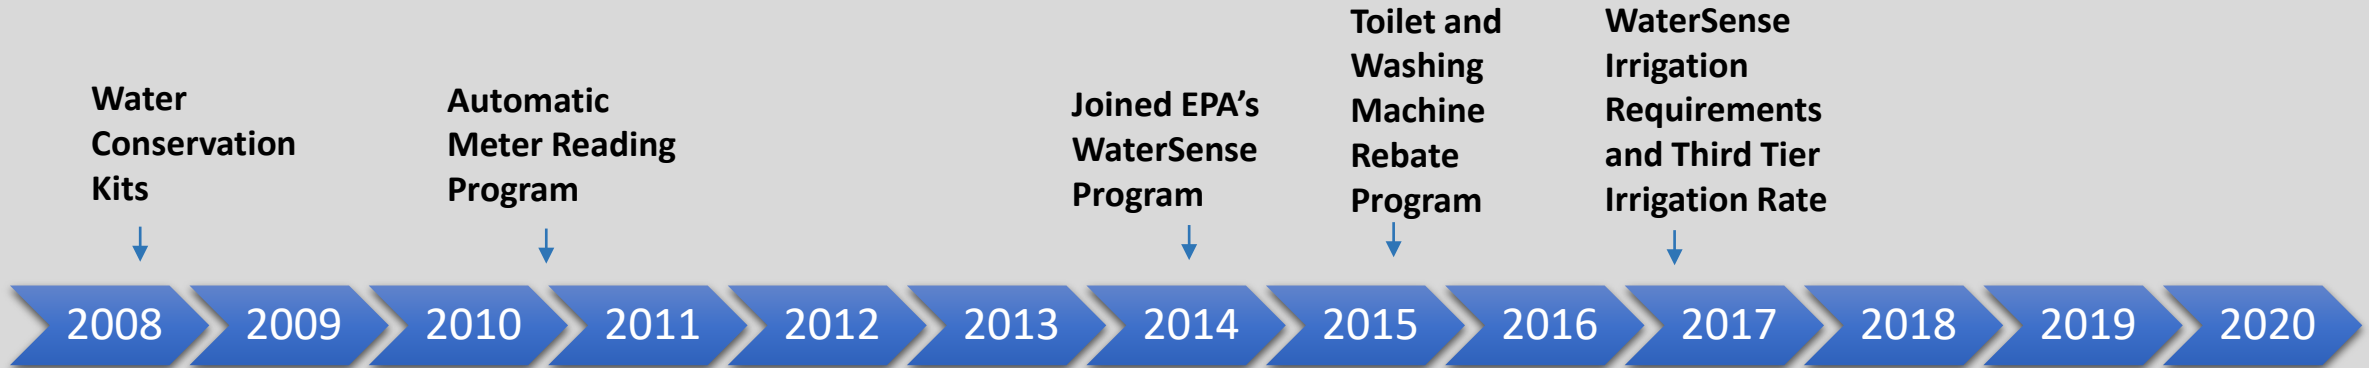 Water
Conservation
Kits
Automatic
Meter Reading
Program
Joined EPA’s
WaterSense
Program
Toilet and
Washing
Machine
Rebate
Program
WaterSense
Irrigation
Requirements
and Third Tier
Irrigation Rate
2008 2009 2010 2011 2012 2013 2014 2015 2016 2017 2018 2019 2020